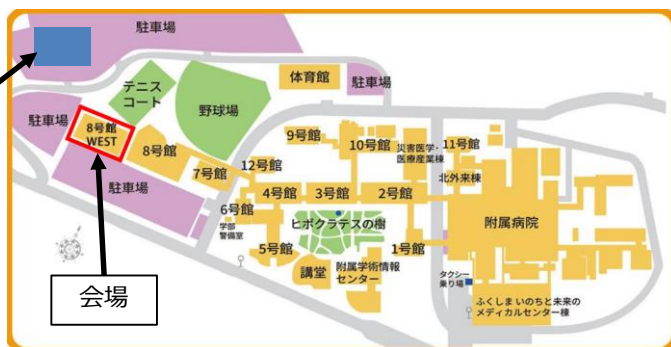 駐車場
テニス
コート
体育館
駐車場
駐車場
8号館
WEST
野球場
8号館
7号館
駐車場
9号館
10号館
災害医学・
医療産業棟
11号館
北外来棟
12号館
4号館
3号館
2号館
6号館
学部
警備室
ヒポクラテスの樹
附属病院
5号館
講堂
附属学術情報
センター
1号館
タクシー
乗り場
ふくしま いのちと未来の
メディカルセンター棟
会場